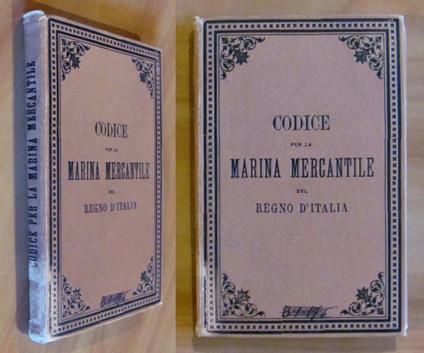 CODICE PER LA MARINA MERCANTILE
CODICE
PER LA
MARINA MERCANTILE
DEL
REGNO D'ITALIA
CODICE
PER LA
MARINA MERCANTILE
DEL
REGNO D'ITALIA